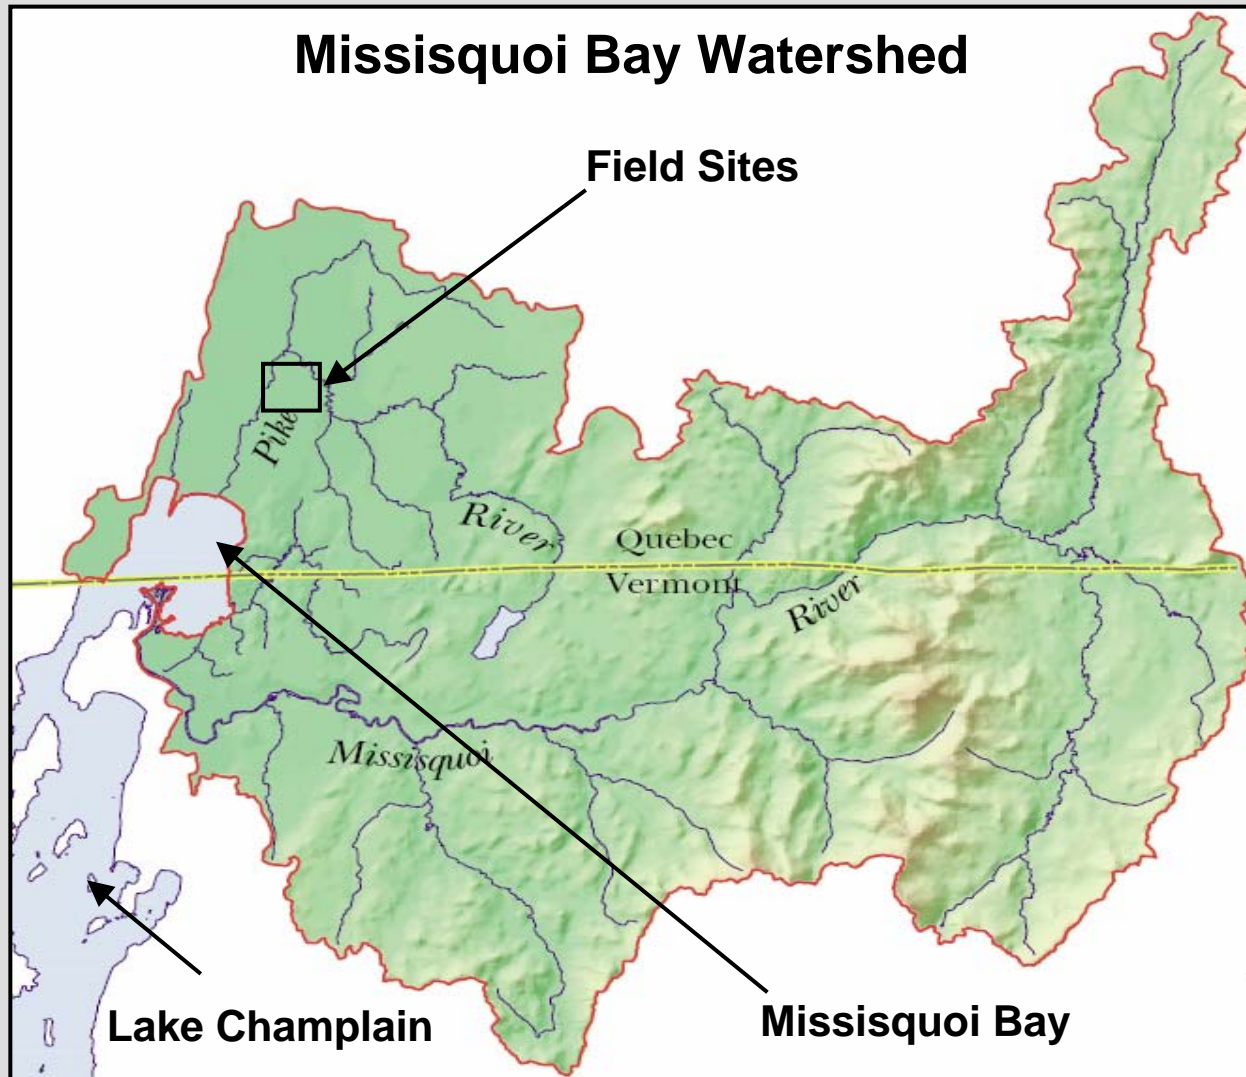 Missisquoi Bay Watershed
Field Sites
Pike
River
Quebec
Vermont
River
Missisquoi
Lake Champlain
Missisquoi Bay